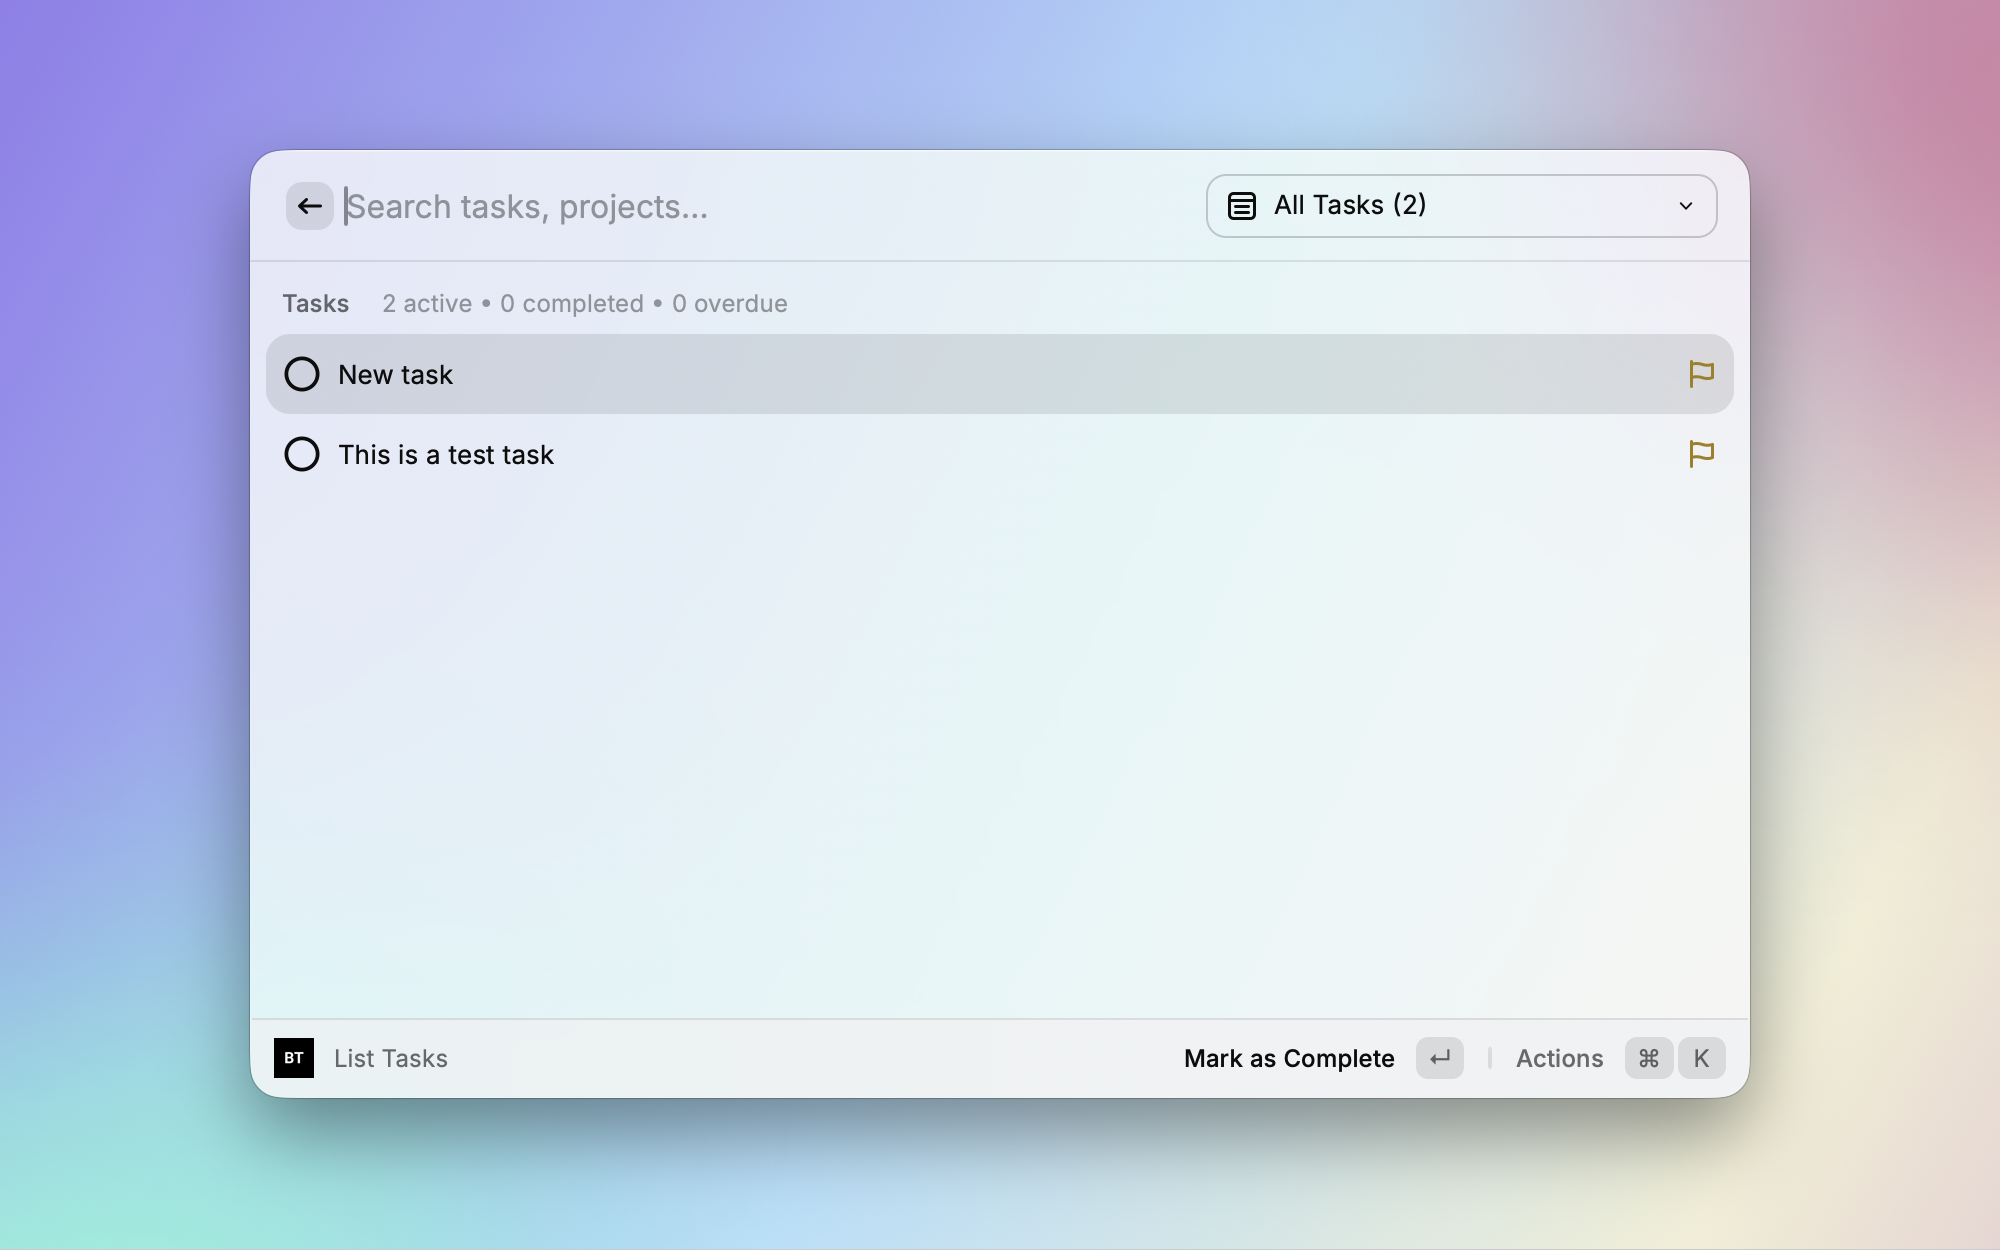 Search tasks, projects...
All Tasks (2)
Tasks 2 active • 0 completed • 0 overdue
New task
This is a test task
BT List Tasks Mark as Complete ↵ Actions ⌘ K